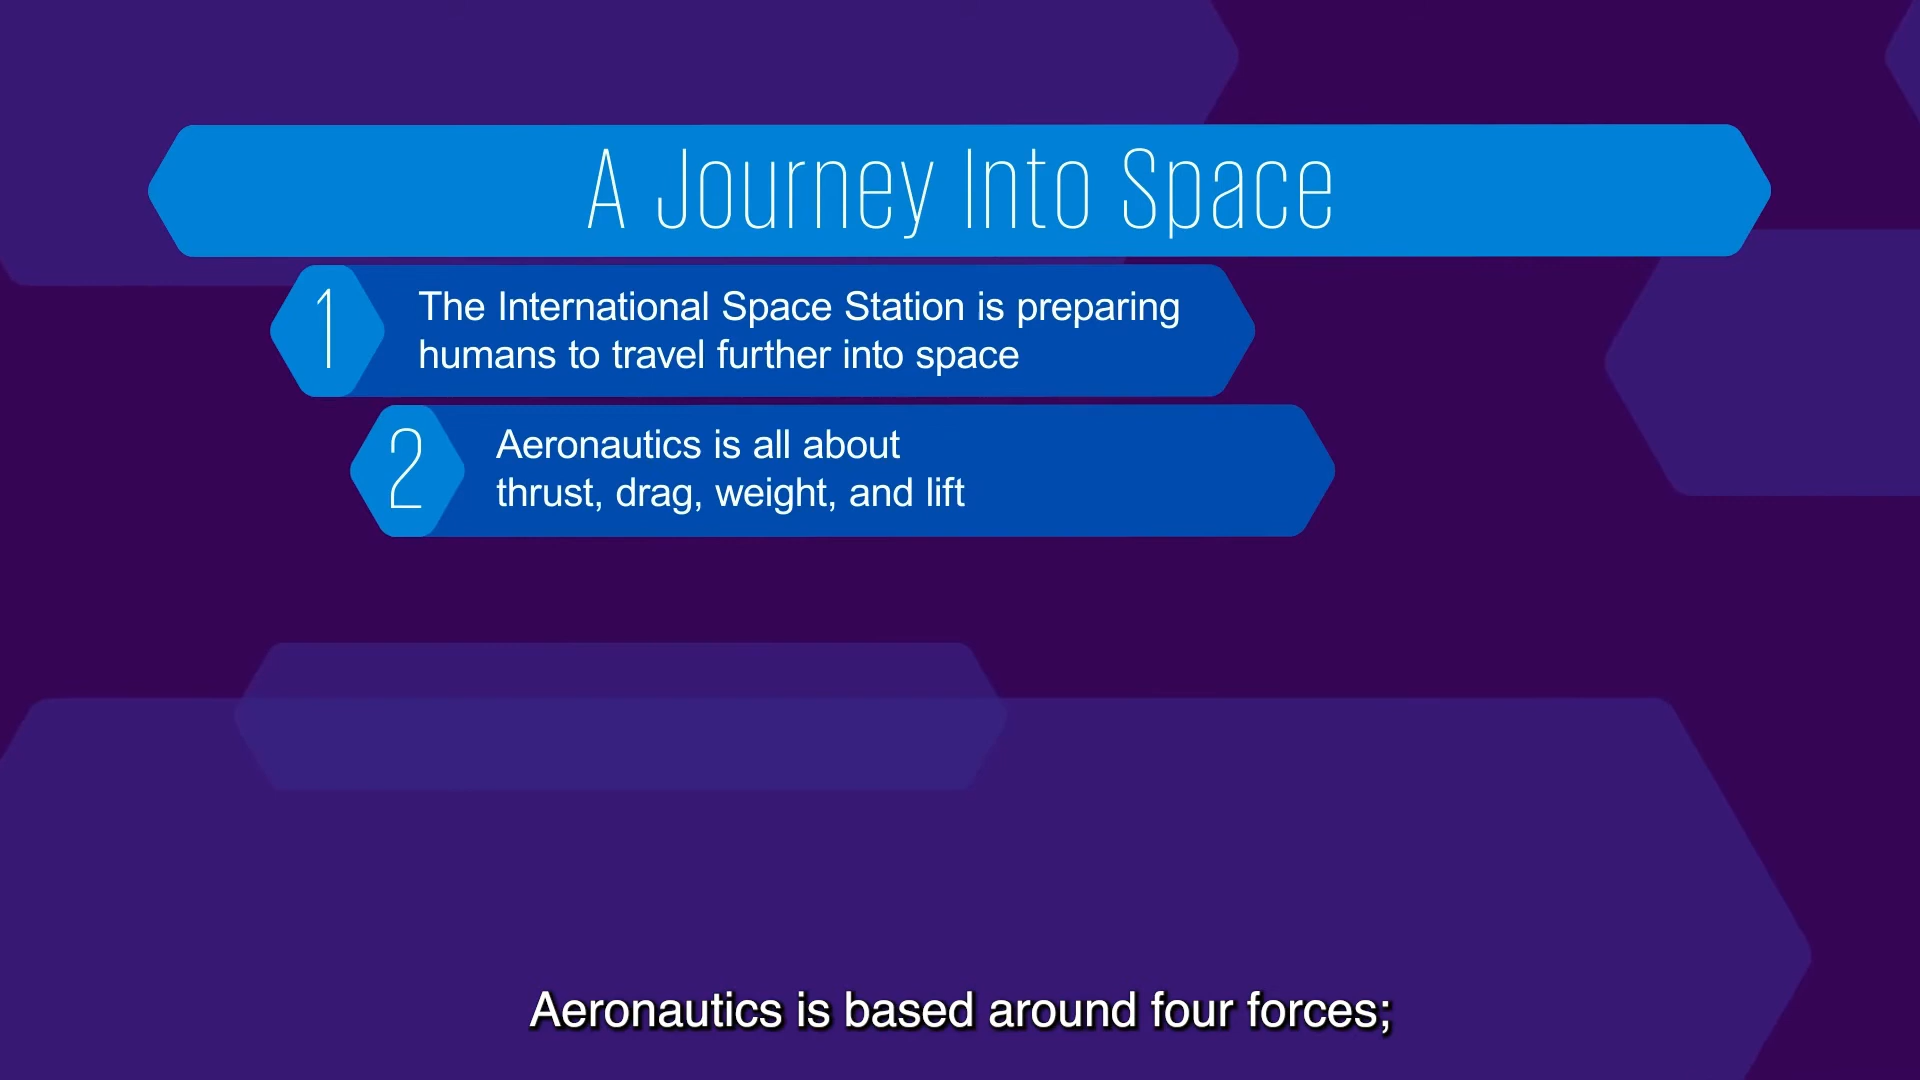 A Journey Into Space
1
The International Space Station is preparing
humans to travel further into space
2
Aeronautics is all about
thrust, drag, weight, and lift
Aeronautics is based around four forces;